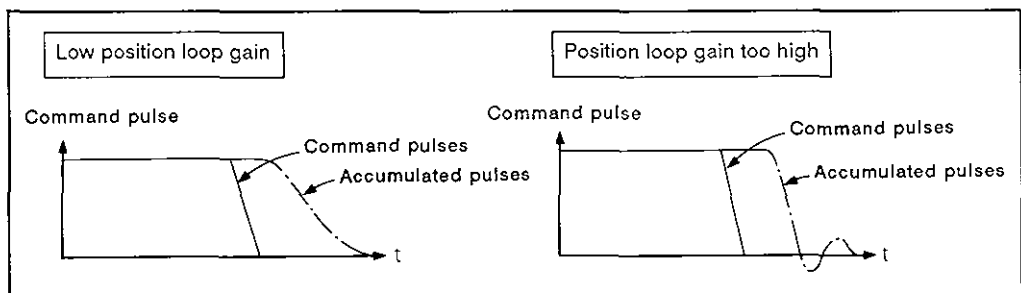 Low position loop gain
Position loop gain too high
Command pulse
Command pulses
Accumulated pulses
t
Command pulse
Command pulses
Accumulated pulses
t